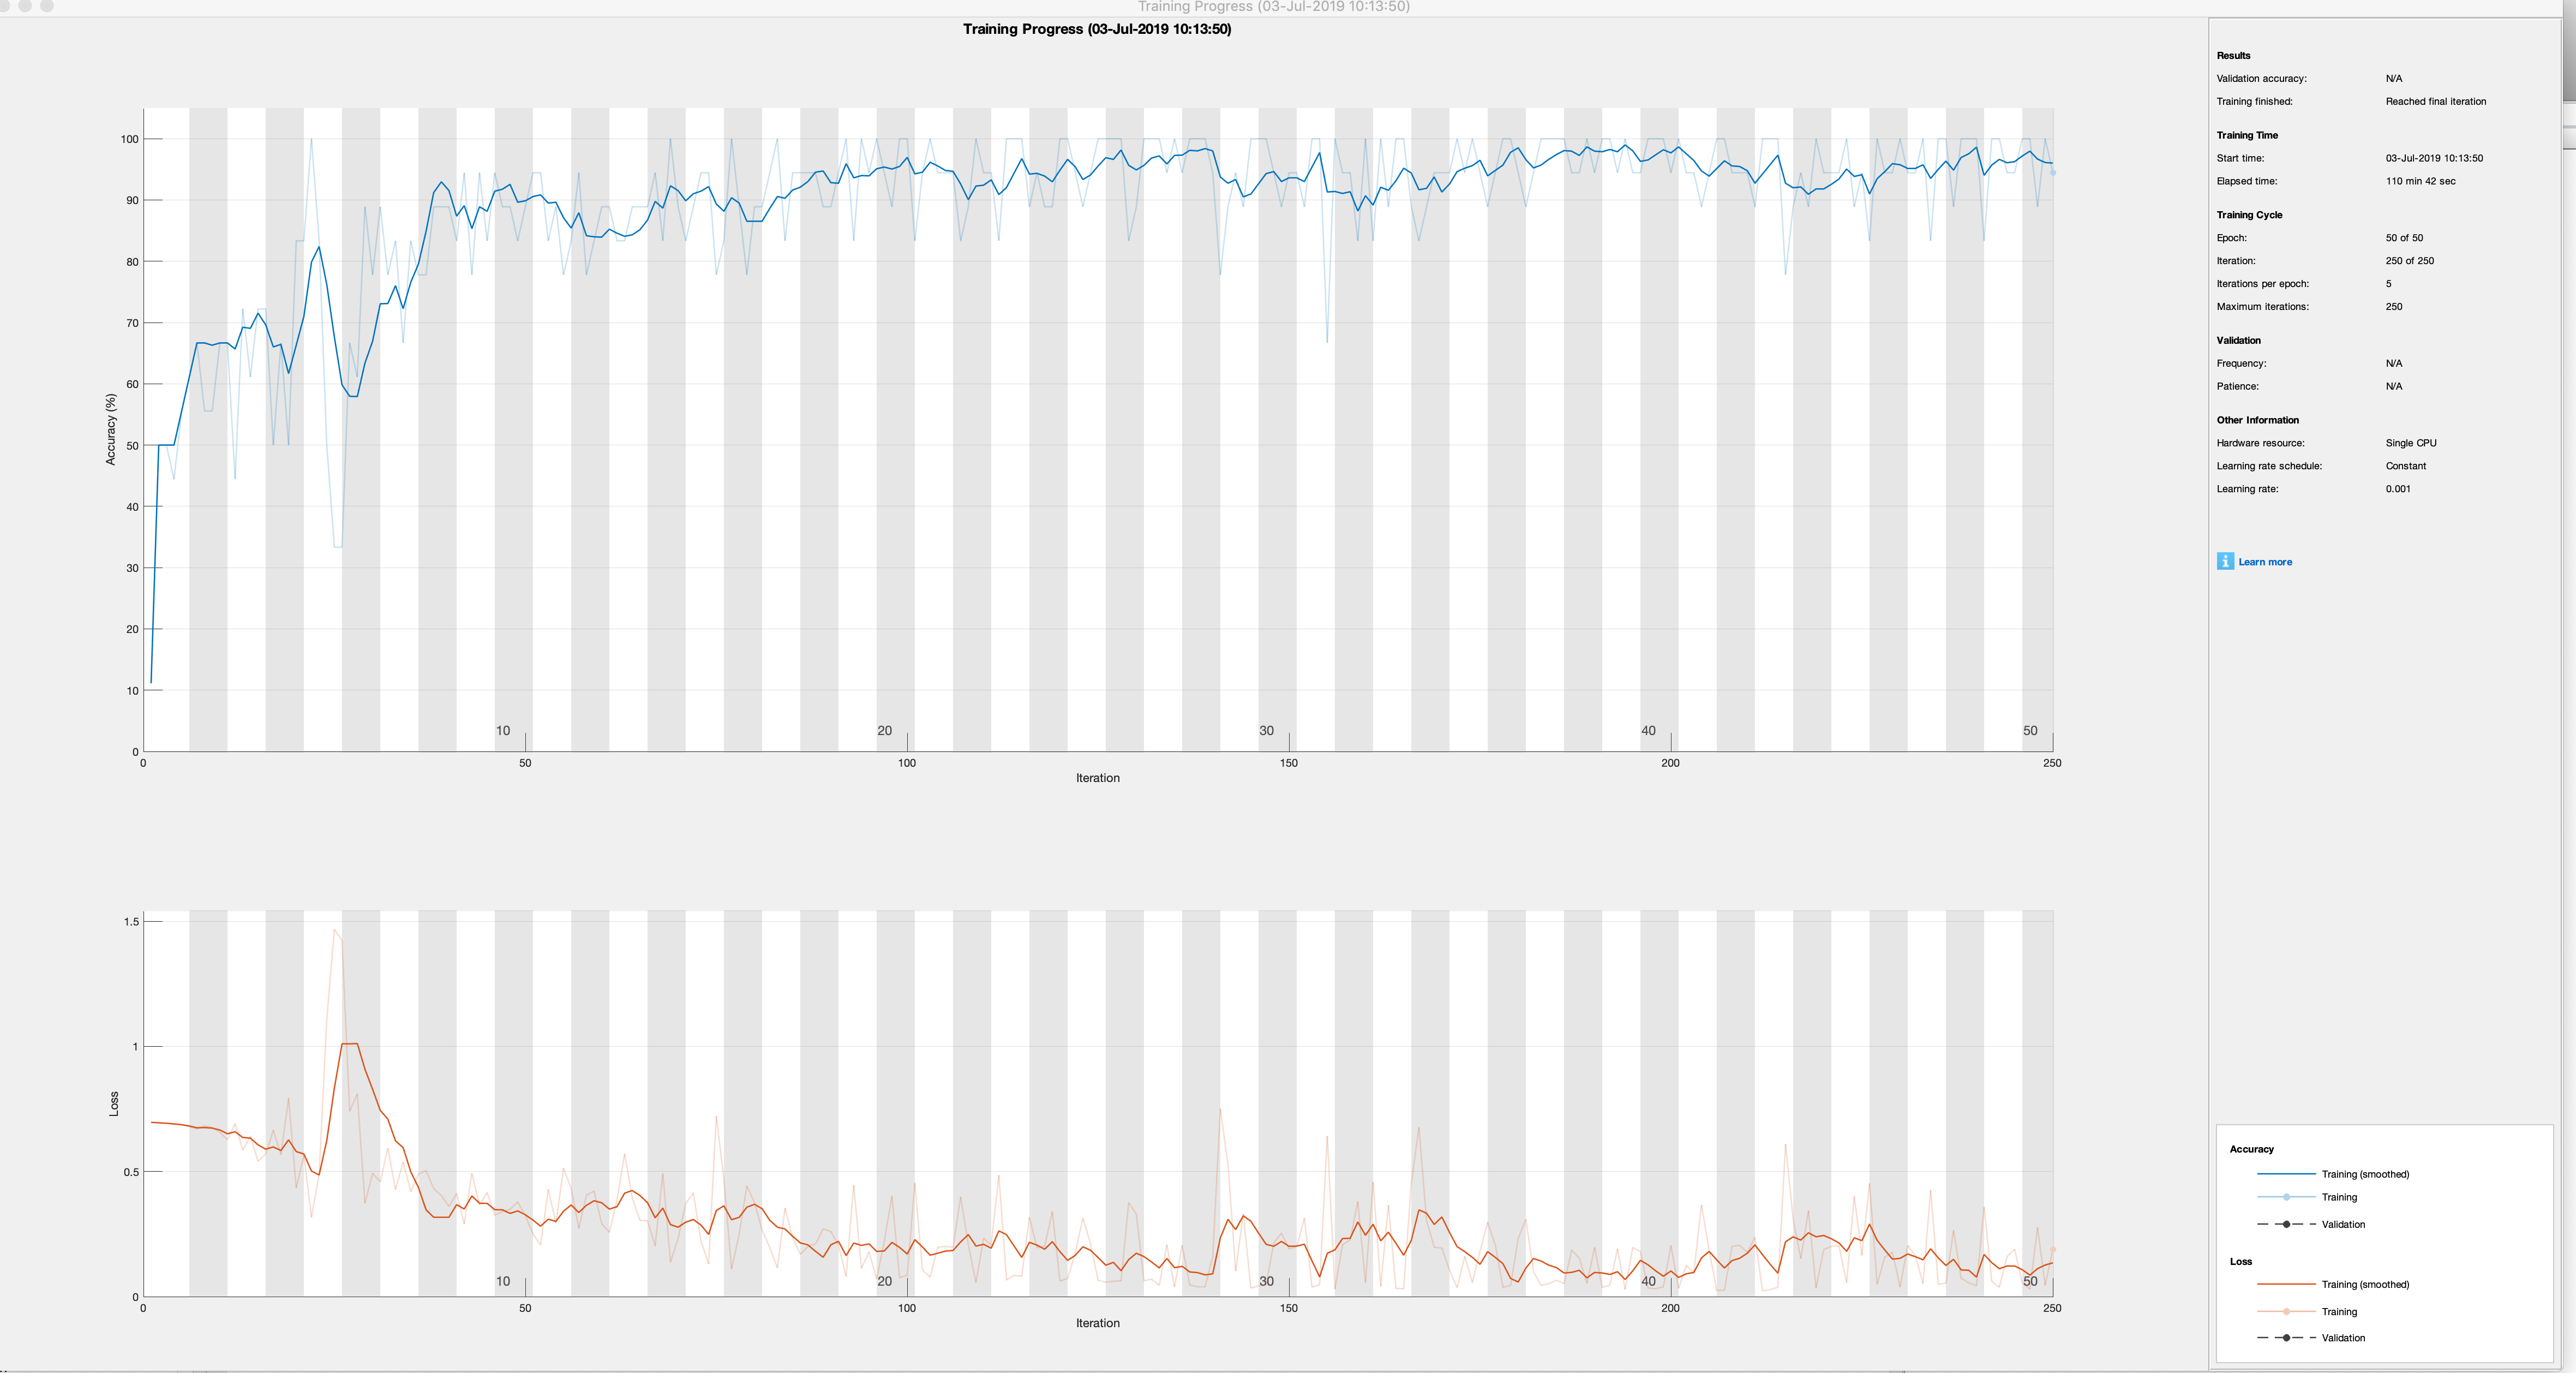 Training Progress (03-Jul-2019 10:13:50)
Training Progress (03-Jul-2019 10:13:50)
100
90
80
70
60
50
40
30
20
10
0
Accuracy (%)
10
20
30
40
50
0
50
100
150
200
250
Iteration
1.5
1
0.5
0
Loss
10
20
30
40
50
0
50
100
150
200
250
Iteration
Results
Validation accuracy: N/A
Training finished: Reached final iteration
Training Time
Start time: 03-Jul-2019 10:13:50
Elapsed time: 110 min 42 sec
Training Cycle
Epoch: 50 of 50
Iteration: 250 of 250
Iterations per epoch: 5
Maximum iterations: 250
Validation
Frequency: N/A
Patience: N/A
Other Information
Hardware resource: Single CPU
Learning rate schedule: Constant
Learning rate: 0.001
i Learn more
Accuracy
Training (smoothed)
Training
Validation
Loss
Training (smoothed)
Training
Validation